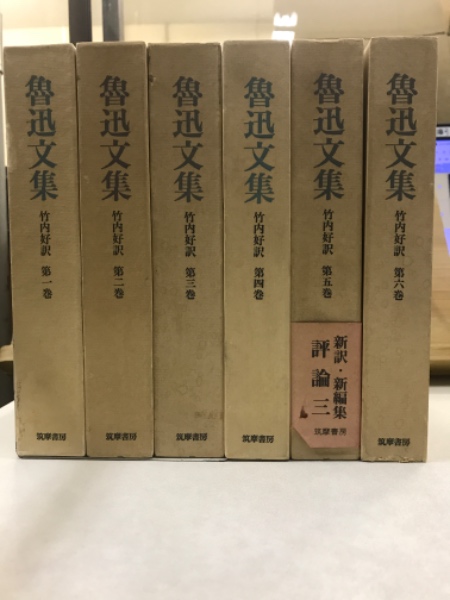 魯迅文集
竹内好訳 第一巻
筑摩書房
魯迅文集
竹内好訳 第二巻
筑摩書房
魯迅文集
竹内好訳 第三巻
筑摩書房
魯迅文集
竹内好訳 第四巻
筑摩書房
魯迅文集
竹内好訳 第五巻
新訳・新編集
評論 三
筑摩書房
魯迅文集
竹内好訳 第六巻
筑摩書房